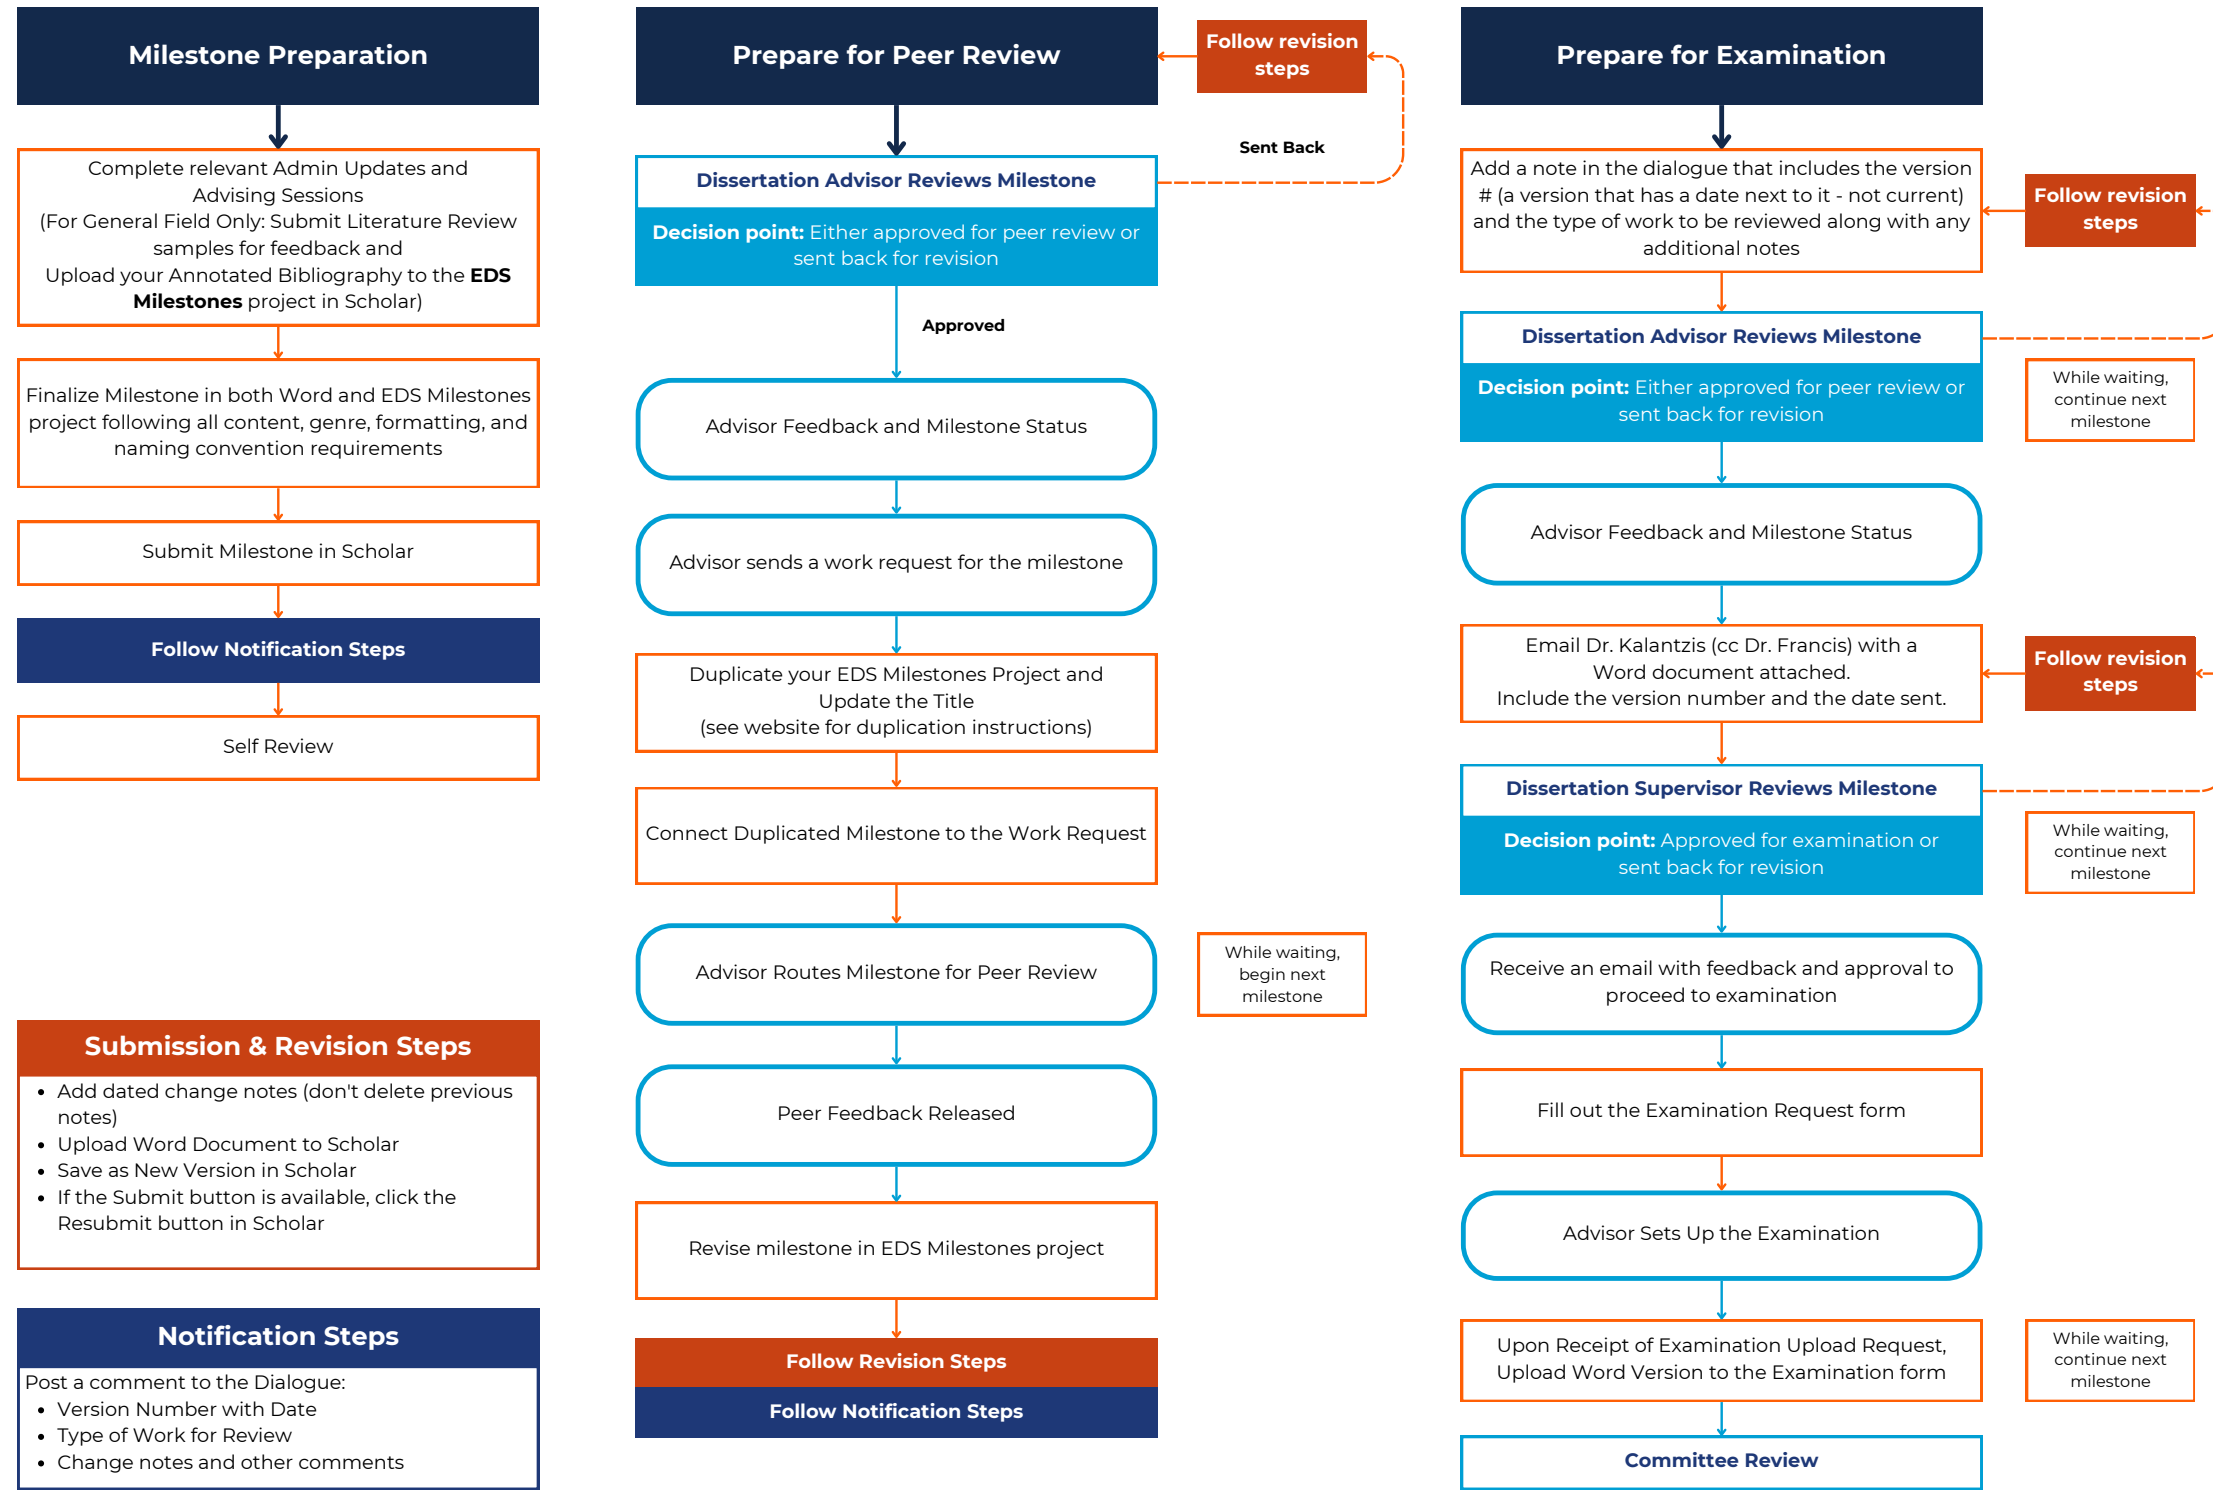 Milestone Preparation
Complete relevant Admin Updates and
Advising Sessions
(For General Field Only: Submit Literature Review
samples for feedback and
Upload your Annotated Bibliography to the EDS
Milestones project in Scholar)
Finalize Milestone in both Word and EDS Milestones
project following all content, genre, formatting, and
naming convention requirements
Submit Milestone in Scholar
Follow Notification Steps
Self Review
Submission & Revision Steps
• Add dated change notes (don't delete previous
notes)
• Upload Word Document to Scholar
• Save as New Version in Scholar
• If the Submit button is available, click the
Resubmit button in Scholar
Notification Steps
Post a comment to the Dialogue:
• Version Number with Date
• Type of Work for Review
• Change notes and other comments
Prepare for Peer Review
Follow revision
steps
Sent Back
Dissertation Advisor Reviews Milestone
Decision point: Either approved for peer review or
sent back for revision
Approved
Advisor Feedback and Milestone Status
Advisor sends a work request for the milestone
Duplicate your EDS Milestones Project and
Update the Title
(see website for duplication instructions)
Connect Duplicated Milestone to the Work Request
Advisor Routes Milestone for Peer Review
While waiting,
begin next
milestone
Peer Feedback Released
Revise milestone in EDS Milestones project
Follow Revision Steps
Follow Notification Steps
Prepare for Examination
Add a note in the dialogue that includes the version
# (a version that has a date next to it - not current)
and the type of work to be reviewed along with any
additional notes
Follow revision
steps
Dissertation Advisor Reviews Milestone
Decision point: Either approved for peer review or
sent back for revision
While waiting,
continue next
milestone
Advisor Feedback and Milestone Status
Email Dr. Kalantzis (cc Dr. Francis) with a
Word document attached.
Include the version number and the date sent.
Follow revision
steps
Dissertation Supervisor Reviews Milestone
Decision point: Approved for examination or
sent back for revision
While waiting,
continue next
milestone
Receive an email with feedback and approval to
proceed to examination
Fill out the Examination Request form
Advisor Sets Up the Examination
Upon Receipt of Examination Upload Request,
Upload Word Version to the Examination form
While waiting,
continue next
milestone
Committee Review